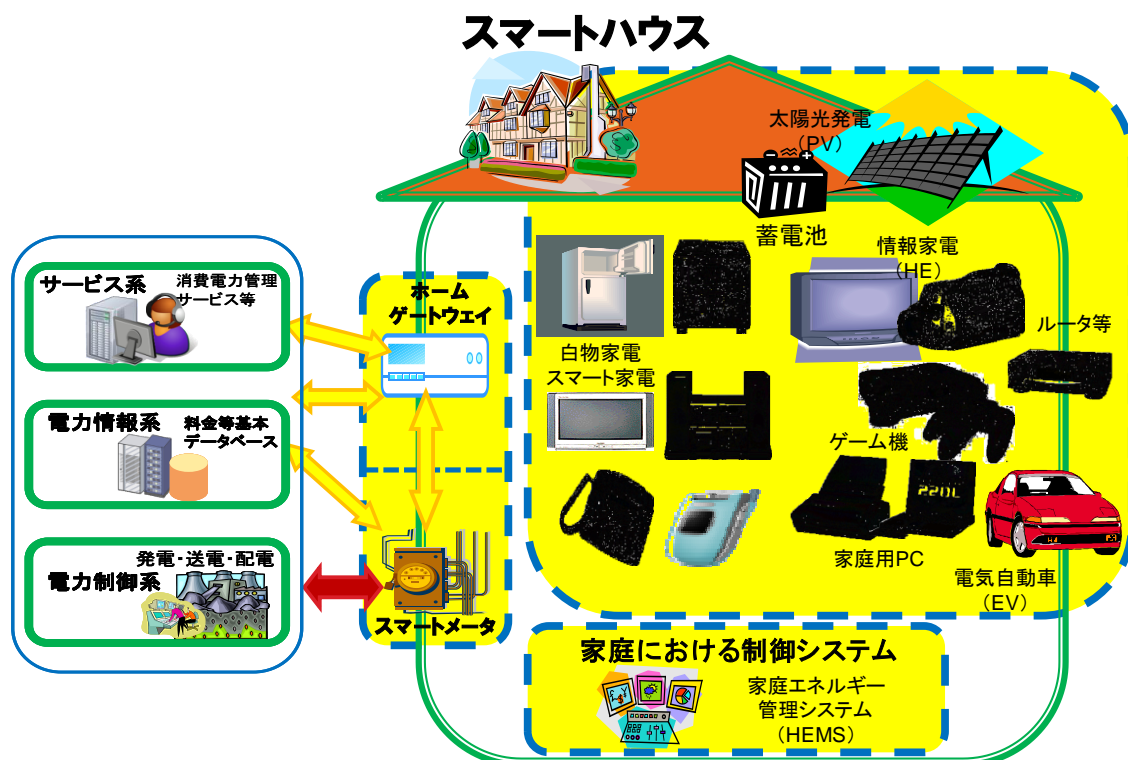 スマートハウス
太陽光発電
（PV）
蓄電池
情報家電
（HE）
サービス系
消費電力管理
サービス等
ホーム
ゲートウェイ
ルータ等
白物家電
スマート家電
電力情報系
料金等基本
データベース
ゲーム機
220L
家庭用PC
発電・送電・配電
電力制御系
電気自動車
（EV）
スマートメータ
家庭における制御システム
家庭エネルギー
管理システム
（HEMS）